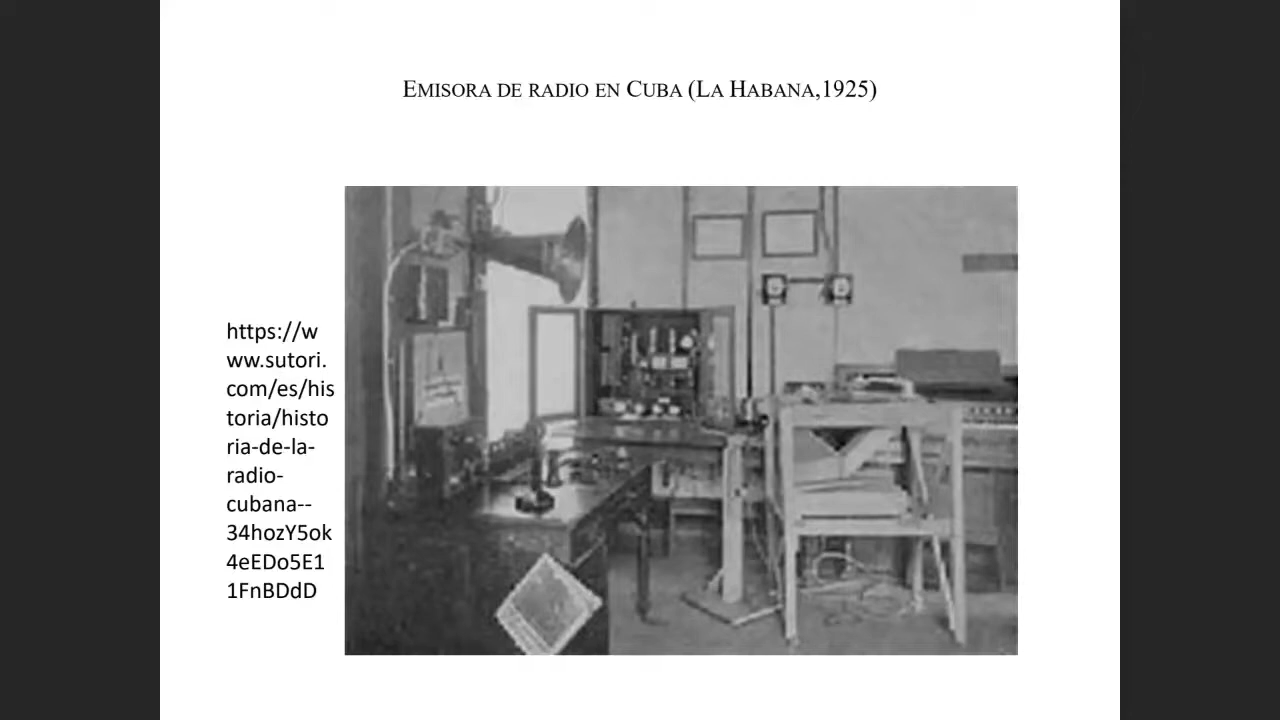 EMISORA DE RADIO EN CUBA (LA HABANA,1925)
https://w
ww.sutori.
com/es/his
toria/histo
ria-de-la-
radio-
cubana--
34hozY5ok
4eEDo5E1
1FnBDdD